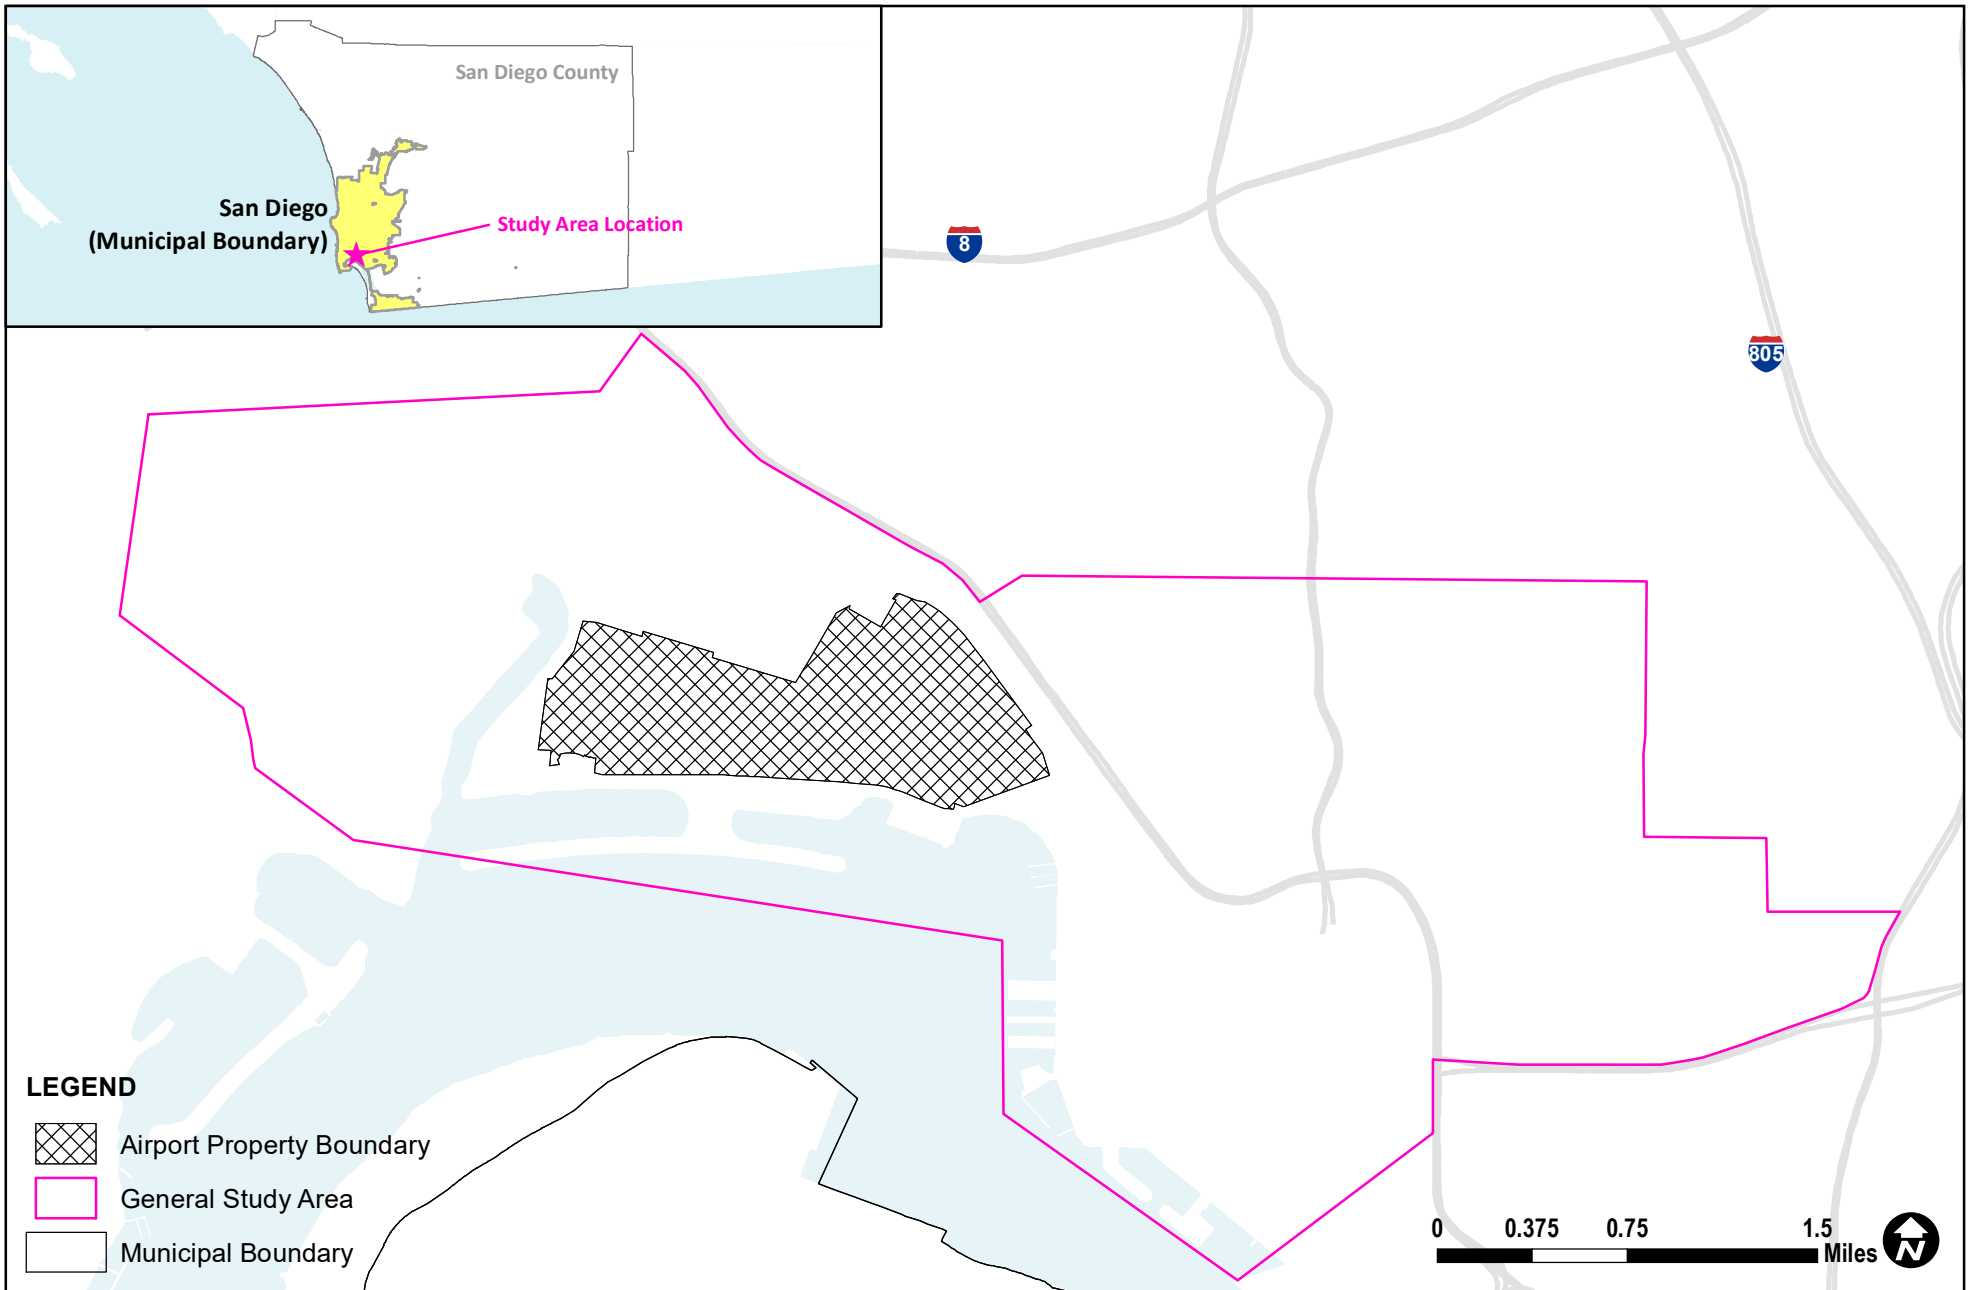 San Diego County
San Diego
(Municipal Boundary)
Study Area Location
8
805
LEGEND
Airport Property Boundary
General Study Area
Municipal Boundary
0 0.375 0.75 1.5
Miles
N